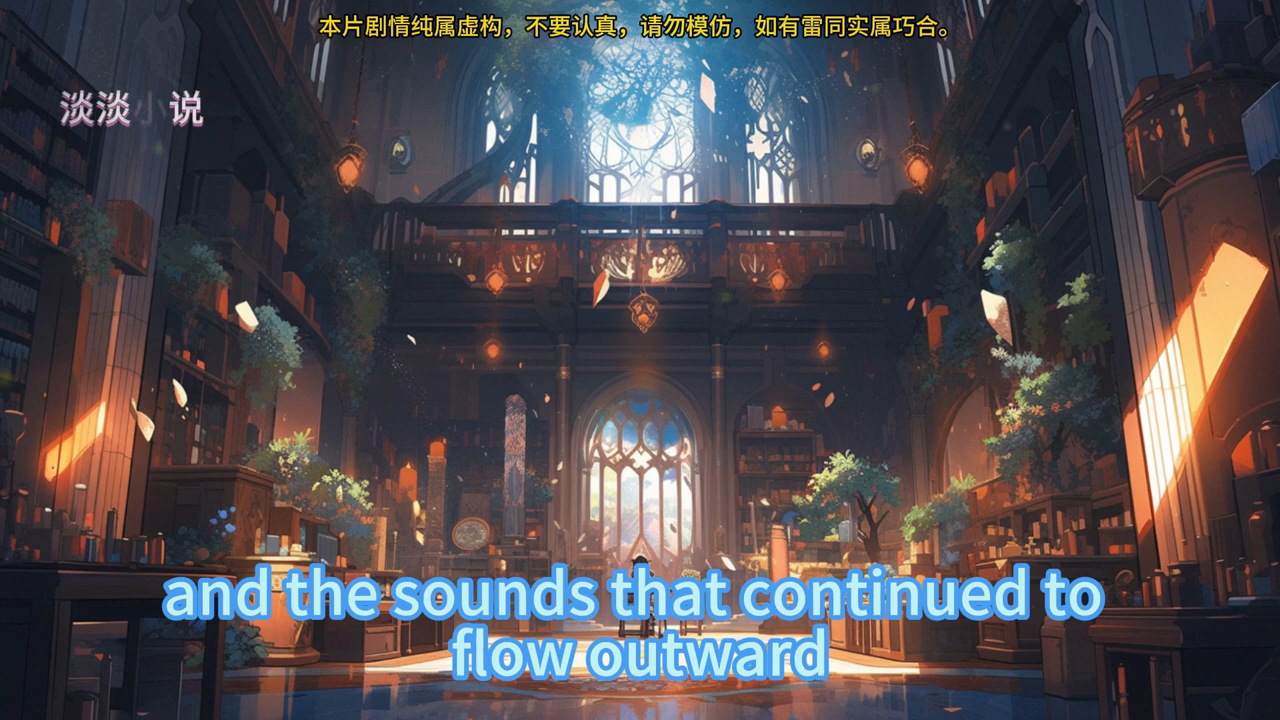 本片剧情纯属虚构，不要认真，请勿模仿，如有雷同实属巧合。
淡淡小说
and the sounds that continued to
flow outward